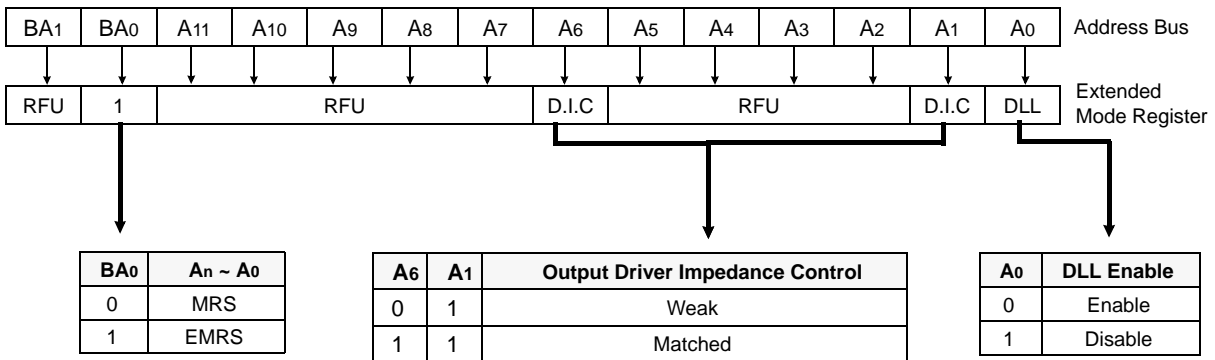 BA1 BA0 A11 A10 A9 A8 A7 A6 A5 A4 A3 A2 A1 A0 Address Bus
RFU 1 RFU D.I.C RFU D.I.C DLL Extended
Mode Register
BA0 An ~ A0
0 MRS
1 EMRS
A6 A1 Output Driver Impedance Control
0 1 Weak
1 1 Matched
A0 DLL Enable
0 Enable
1 Disable